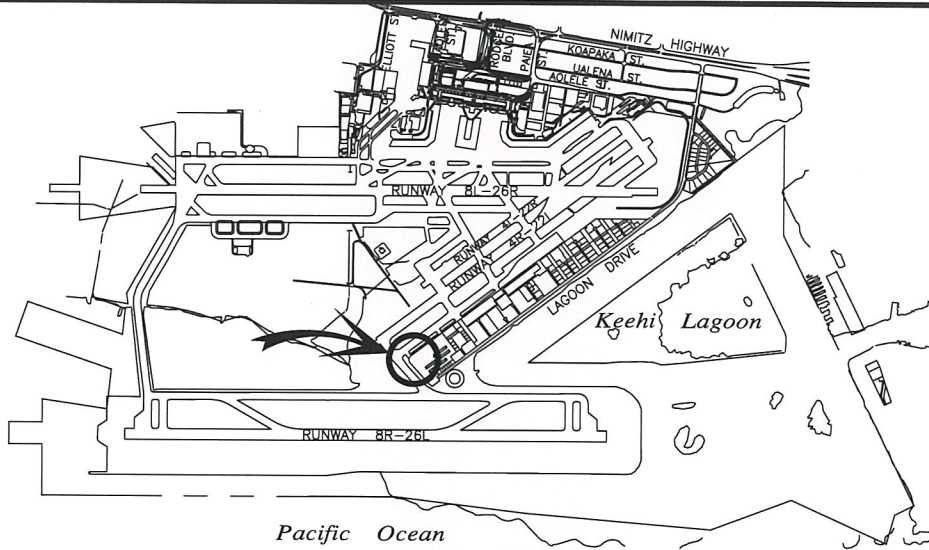 NIMITZ HIGHWAY
ELLIOTT ST.
RODGERS BLVD.
PAIEA ST.
KOAPAKA ST.
UALENA ST.
AOLELE ST.
RUNWAY 8L-26R
RUNWAY 4L-22R
RUNWAY 4R-22L
LAGOON DRIVE
Keehi Lagoon
RUNWAY 8R-26L
Pacific Ocean